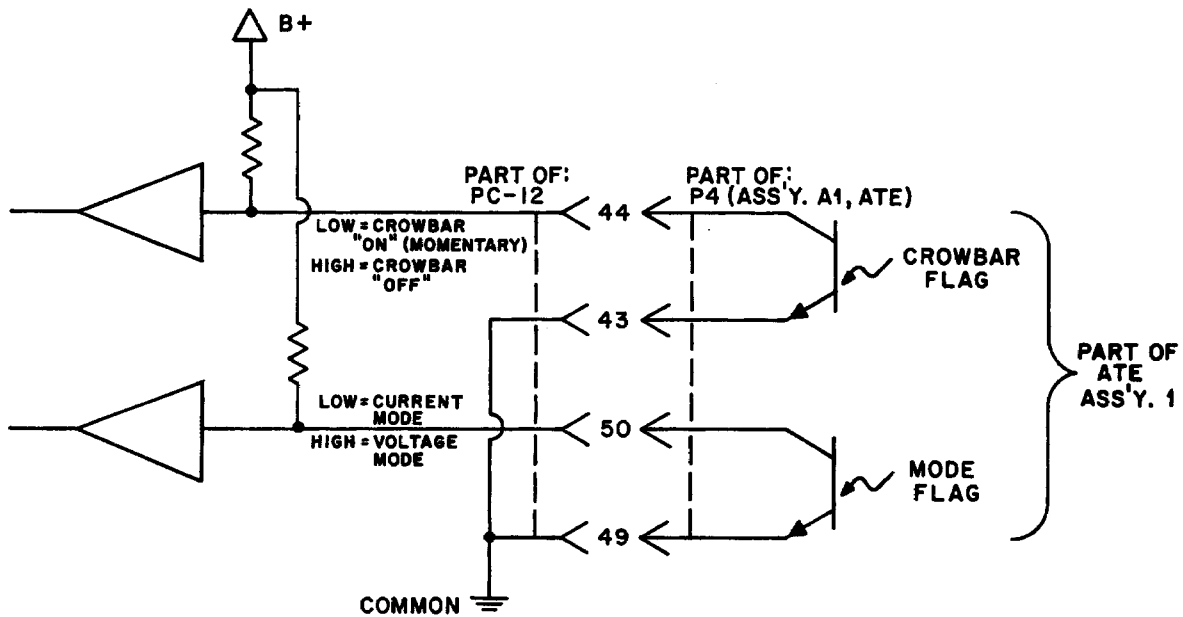 B+
PART OF:
PC-12
PART OF:
P4 (ASS'Y. A1, ATE)
LOW = CROWBAR
"ON" (MOMENTARY)
HIGH = CROWBAR
"OFF"
44
CROWBAR
FLAG
43
PART OF
ATE
ASS'Y. 1
LOW = CURRENT
MODE
HIGH = VOLTAGE
MODE
50
MODE
FLAG
49
COMMON